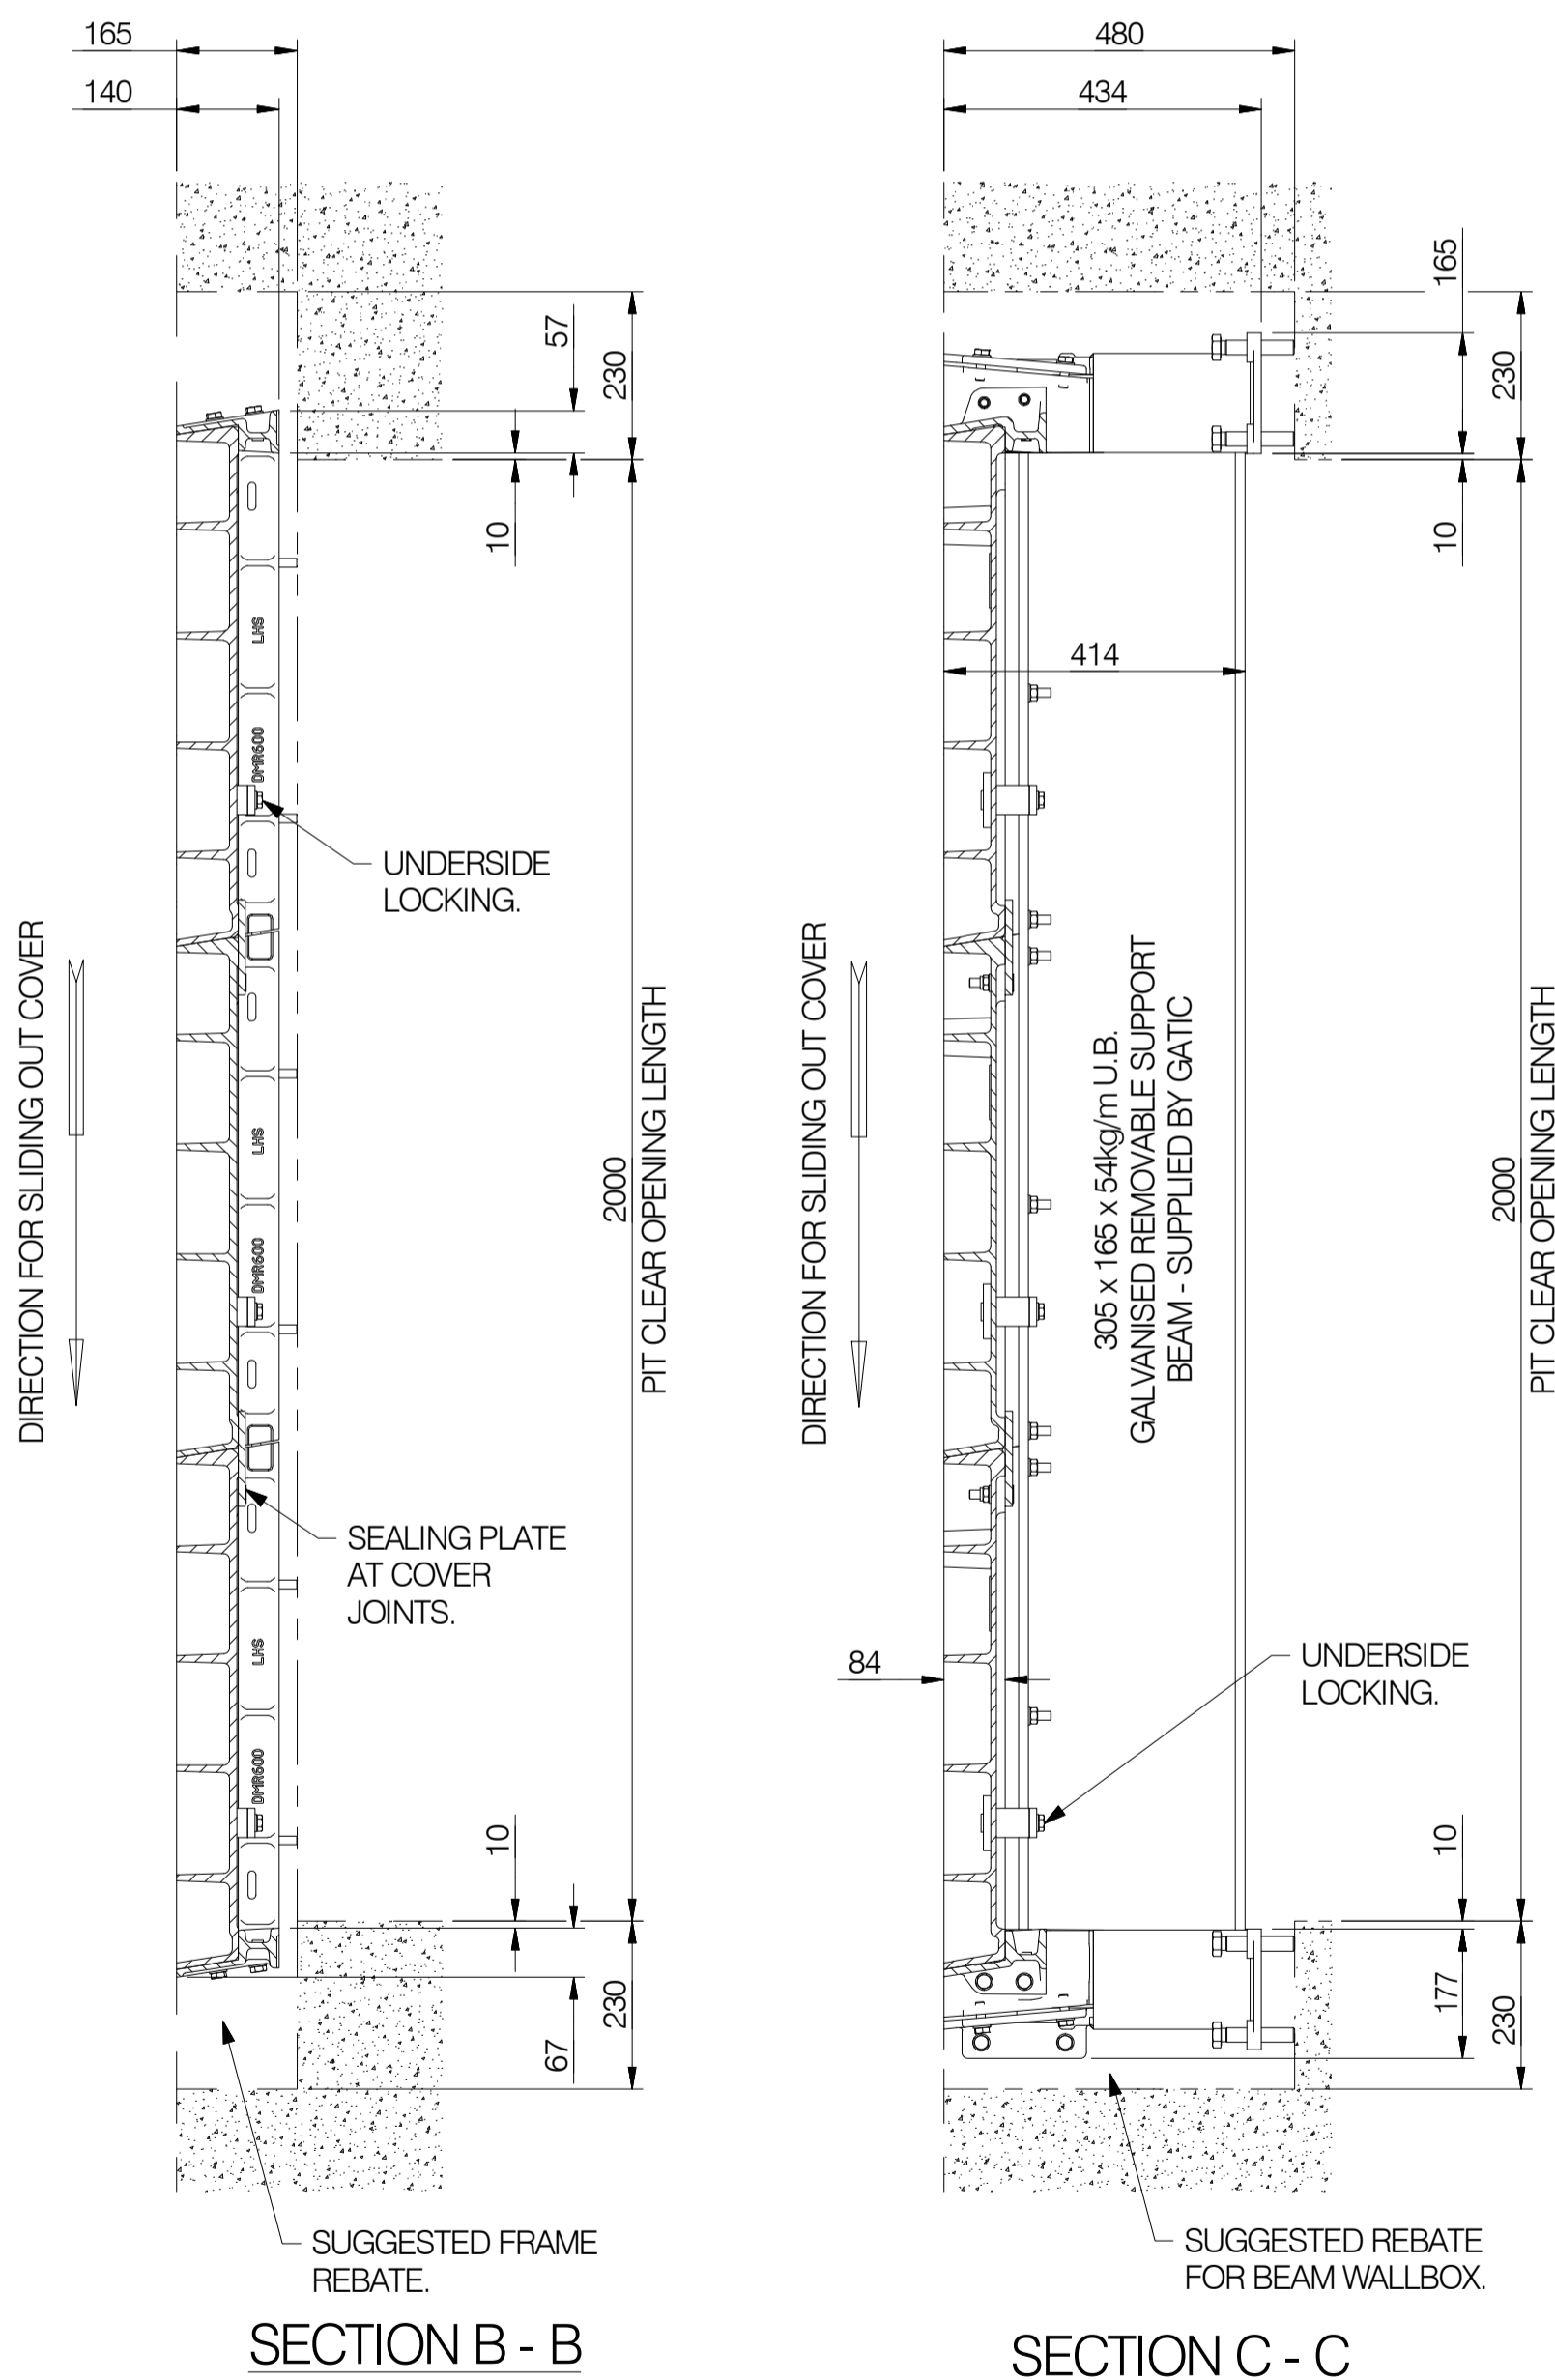 165
140
57
230
10
LHS
DMR600
UNDERSIDE
LOCKING.
DIRECTION FOR SLIDING OUT COVER
2000
PIT CLEAR OPENING LENGTH
LHS
DMR600
SEALING PLATE
AT COVER
JOINTS.
LHS
DMR600
10
230
67
SUGGESTED FRAME
REBATE.
SECTION B - B
480
434
165
230
10
414
DIRECTION FOR SLIDING OUT COVER
305 x 165 x 54kg/m U.B.
GALVANISED REMOVABLE SUPPORT
BEAM - SUPPLIED BY GATIC
2000
PIT CLEAR OPENING LENGTH
84
UNDERSIDE
LOCKING.
10
177
230
SUGGESTED REBATE
FOR BEAM WALLBOX.
SECTION C - C